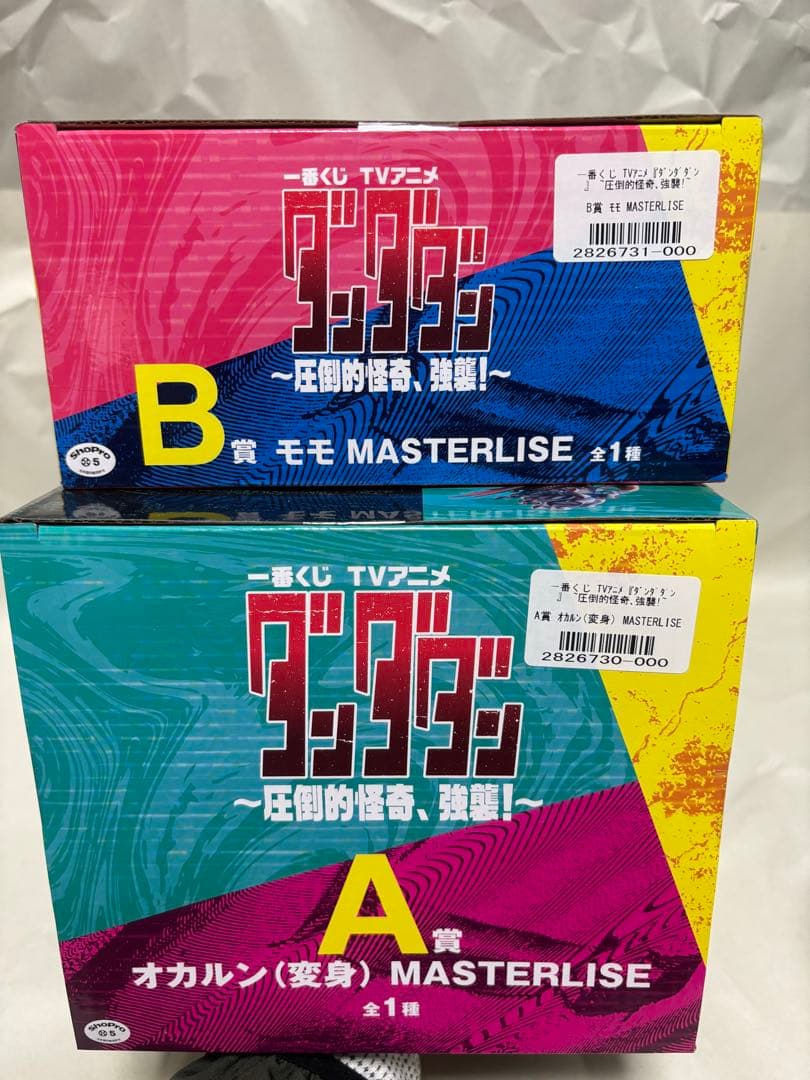 一番くじ TVアニメ
ダンダダン
～圧倒的怪奇、強襲!～
B賞 モモ MASTERLISE 全1種
ShoPro
5
一番くじ TVｱﾆﾒ『ﾀﾞﾝﾀﾞﾀﾞﾝ
』~圧倒的怪奇、強襲!~
B賞 ﾓﾓ MASTERLISE
2826731-000
一番くじ TVアニメ
ダンダダン
～圧倒的怪奇、強襲!～
A賞
オカルン(変身) MASTERLISE
全1種
ShoPro
5
一番くじ TVｱﾆﾒ『ﾀﾞﾝﾀﾞﾀﾞﾝ
』~圧倒的怪奇、強襲!~
A賞 ｵｶﾙﾝ(変身) MASTERLISE
2826730-000